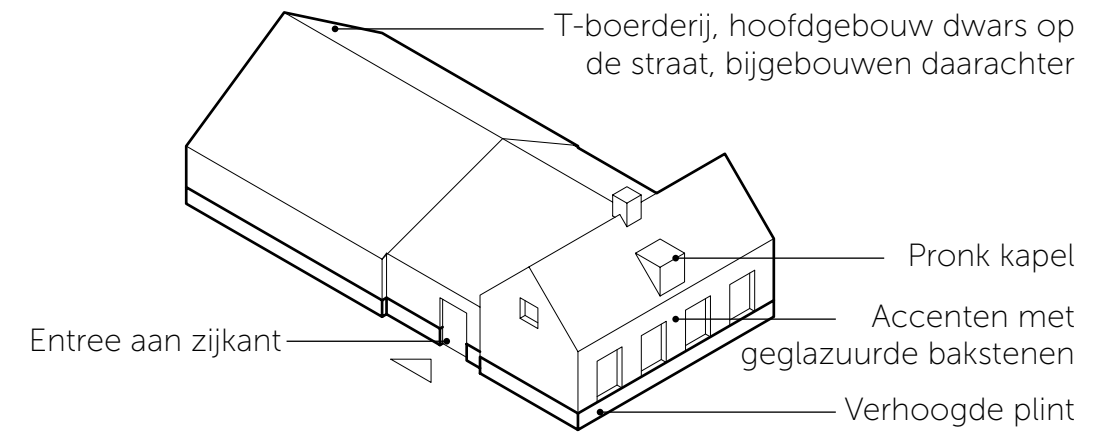 T-boerderij, hoofdgebouw dwars op
de straat, bijgebouwen daarachter
Pronk kapel
Accenten met
geglazuurde bakstenen
Entree aan zijkant
Verhoogde plint